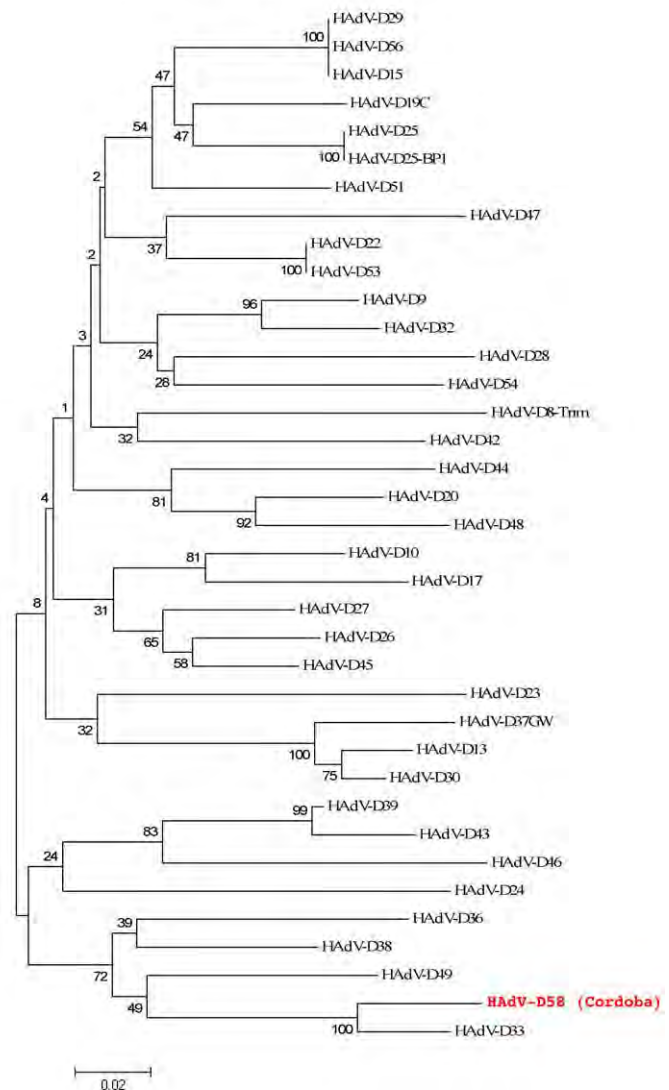 HAdV-D29
100
HAdV-D56
HAdV-D15
47
HAdV-D19C
54
47
HAdV-D25
100
HAdV-D25-BP1
2
HAdV-D51
HAdV-D47
37
HAdV-D22
2
100
HAdV-D53
96
HAdV-D9
HAdV-D32
3
24
HAdV-D28
28
HAdV-D54
1
HAdV-D8-Trim
32
HAdV-D42
HAdV-D44
4
81
HAdV-D20
92
HAdV-D48
81
HAdV-D10
HAdV-D17
8
31
HAdV-D27
65
HAdV-D26
58
HAdV-D45
HAdV-D23
32
HAdV-D37GW
100
HAdV-D13
75
HAdV-D30
99
HAdV-D39
83
HAdV-D43
24
HAdV-D46
HAdV-D24
39
HAdV-D36
HAdV-D38
72
HAdV-D49
49
HAdV-D58 (Cordoba)
100
HAdV-D33
0.02